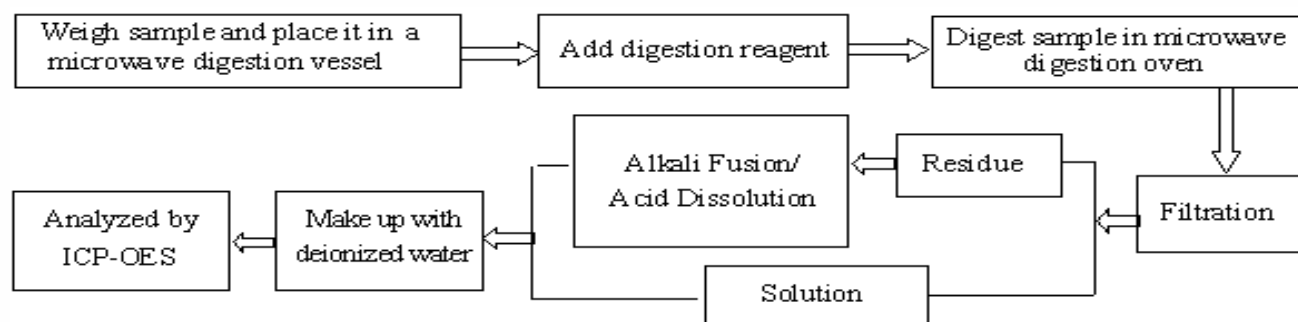 Weigh sample and place it in a
microwave digestion vessel
Add digestion reagent
Digest sample in microwave
digestion oven
Filtration
Residue
Alkali Fusion/
Acid Dissolution
Solution
Make up with
deionized water
Analyzed by
ICP-OES